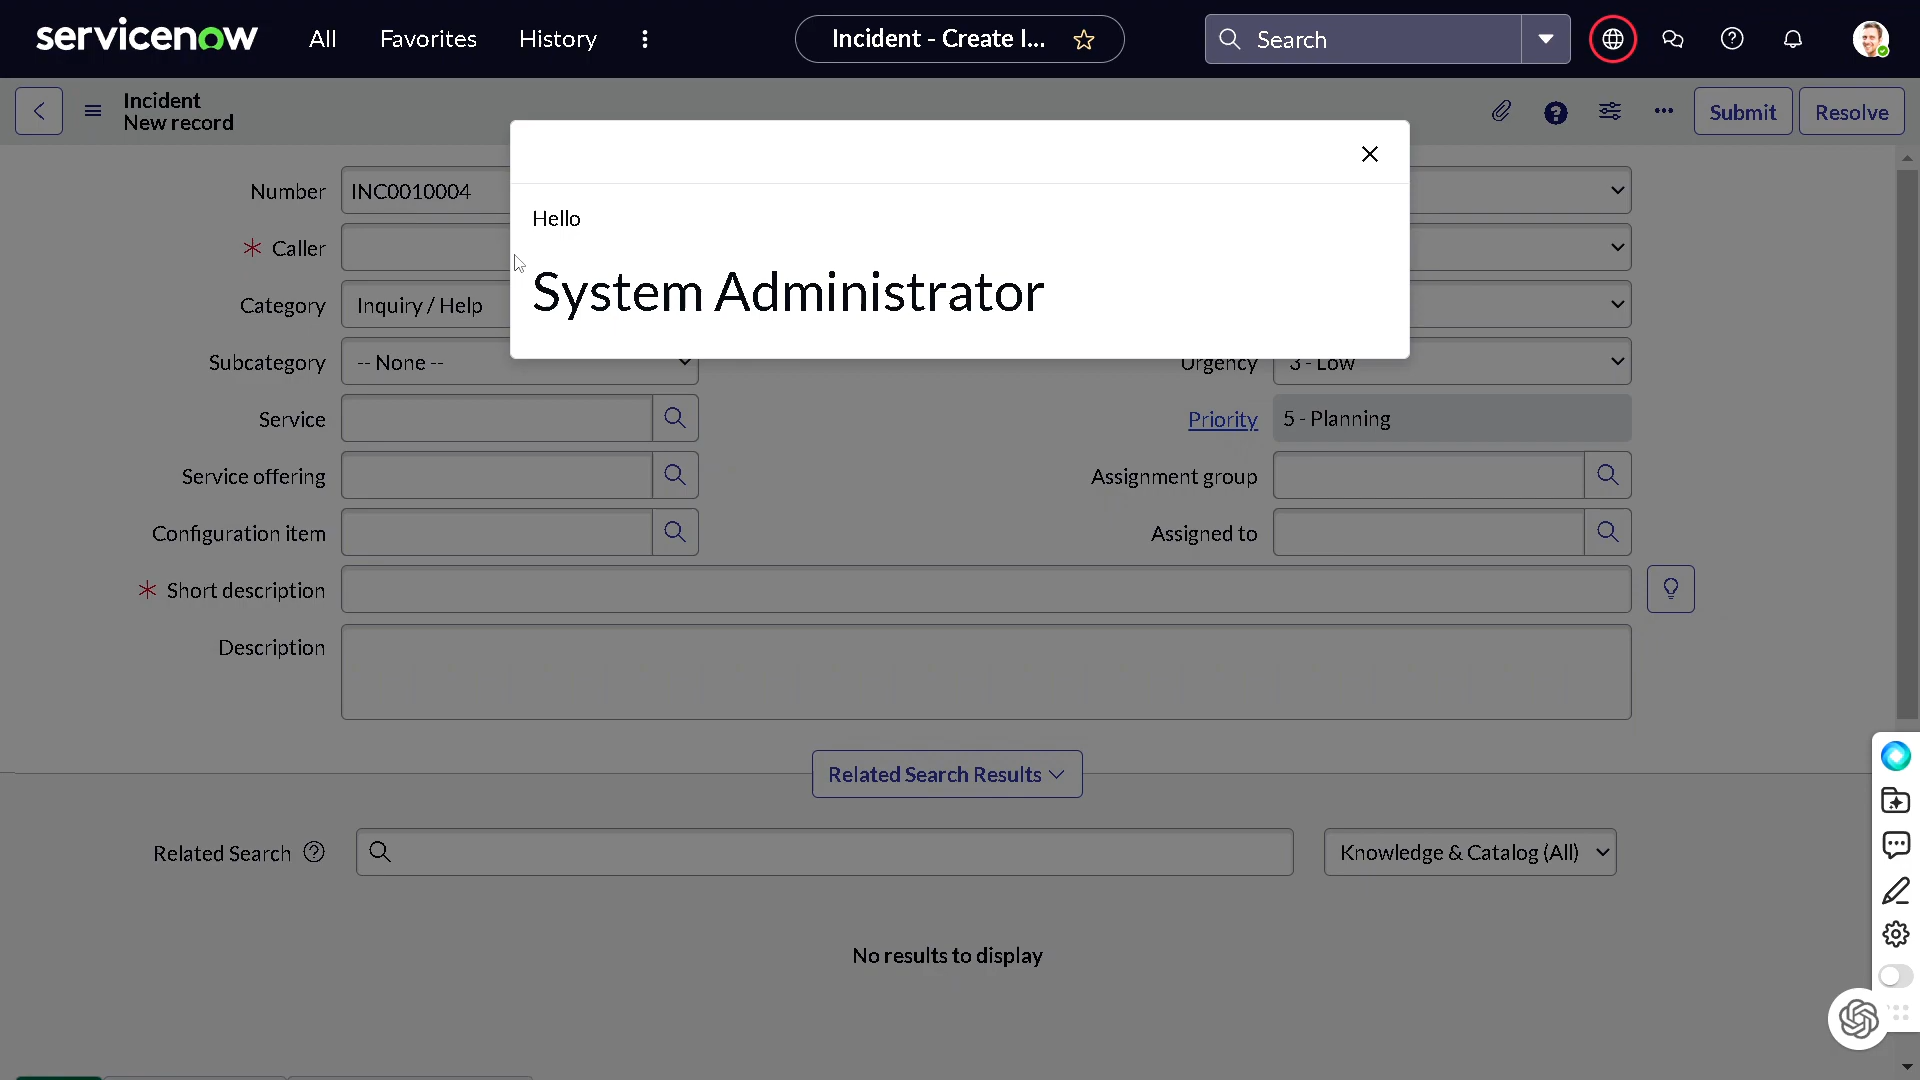 servicenow All Favorites History Incident - Create I... Search
Incident
New record
Submit Resolve
Number INC0010004
* Caller
Category Inquiry / Help
Subcategory -- None --
Service
Service offering
Configuration item
* Short description
Description
Hello
System Administrator
Urgency 3 - Low
Priority 5 - Planning
Assignment group
Assigned to
Related Search Results
Related Search Knowledge & Catalog (All)
No results to display